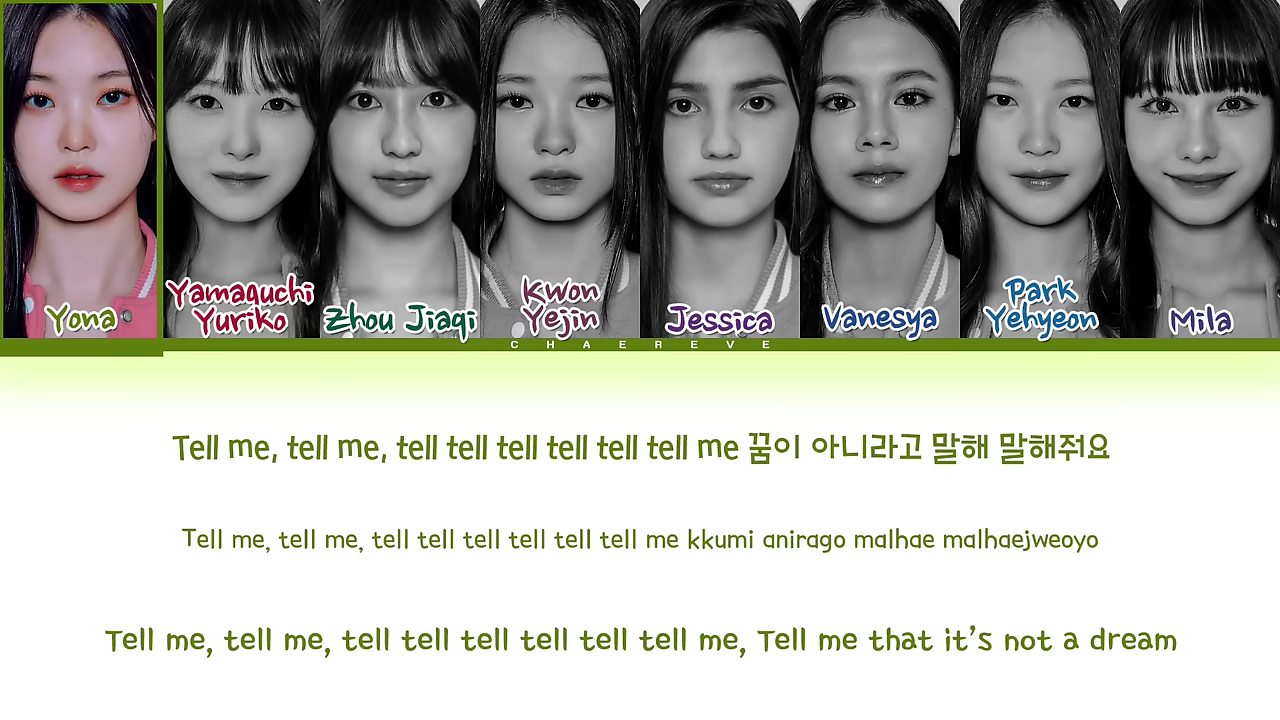 Yona
Yamaguchi
Yuriko
Zhou Jiaqi
Kwon
Yejin
Jessica
Vanesya
Park
Yehyeon
Mila
CHAEREVE
Tell me, tell me, tell tell tell tell tell tell me 꿈이 아니라고 말해 말해줘요
Tell me, tell me, tell tell tell tell tell tell me kkumi anirago malhae malhaejweoyo
Tell me, tell me, tell tell tell tell tell tell me, Tell me that it's not a dream